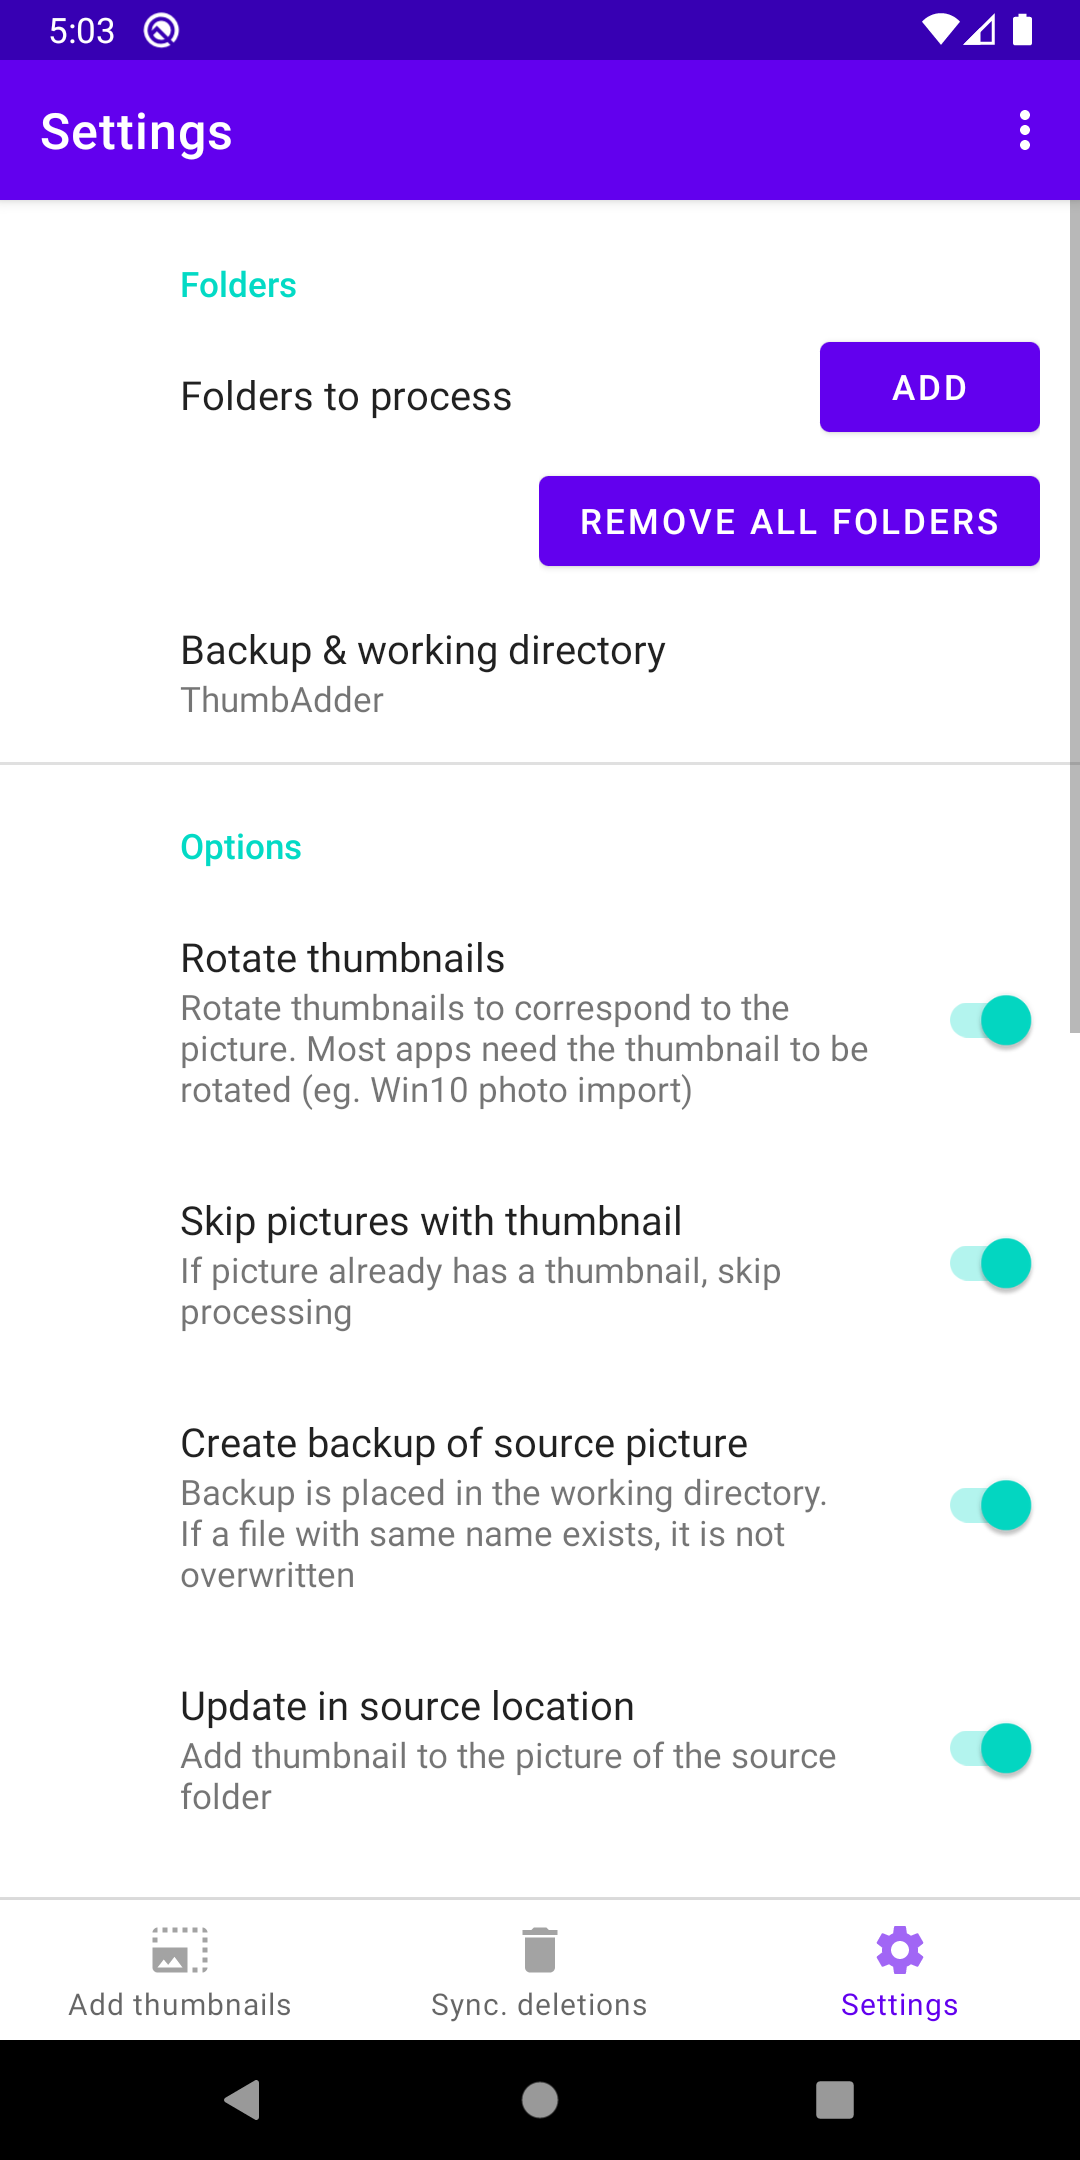 5:03
Settings
Folders
Folders to process
ADD
REMOVE ALL FOLDERS
Backup & working directory
ThumbAdder
Options
Rotate thumbnails
Rotate thumbnails to correspond to the
picture. Most apps need the thumbnail to be
rotated (eg. Win10 photo import)
Skip pictures with thumbnail
If picture already has a thumbnail, skip
processing
Create backup of source picture
Backup is placed in the working directory.
If a file with same name exists, it is not
overwritten
Update in source location
Add thumbnail to the picture of the source
folder
Add thumbnails
Sync. deletions
Settings